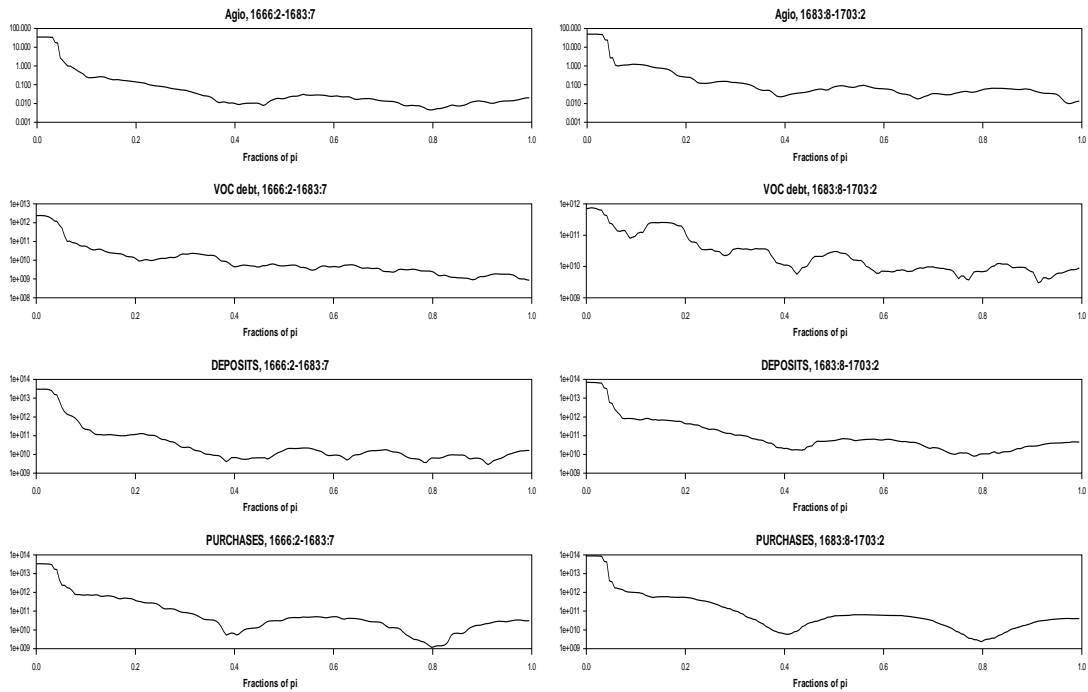 Agio, 1666:2-1683:7
100.000
10.000
1.000
0.100
0.010
0.001
0.0 0.2 0.4 0.6 0.8 1.0
Fractions of pi
Agio, 1683:8-1703:2
100.000
10.000
1.000
0.100
0.010
0.001
0.0 0.2 0.4 0.6 0.8 1.0
Fractions of pi
VOC debt, 1666:2-1683:7
1e+013
1e+012
1e+011
1e+010
1e+009
1e+008
0.0 0.2 0.4 0.6 0.8 1.0
Fractions of pi
VOC debt, 1683:8-1703:2
1e+012
1e+011
1e+010
1e+009
0.0 0.2 0.4 0.6 0.8 1.0
Fractions of pi
DEPOSITS, 1666:2-1683:7
1e+014
1e+013
1e+012
1e+011
1e+010
1e+009
0.0 0.2 0.4 0.6 0.8 1.0
Fractions of pi
DEPOSITS, 1683:8-1703:2
1e+014
1e+013
1e+012
1e+011
1e+010
1e+009
0.0 0.2 0.4 0.6 0.8 1.0
Fractions of pi
PURCHASES, 1666:2-1683:7
1e+014
1e+013
1e+012
1e+011
1e+010
1e+009
0.0 0.2 0.4 0.6 0.8 1.0
Fractions of pi
PURCHASES, 1683:8-1703:2
1e+014
1e+013
1e+012
1e+011
1e+010
1e+009
0.0 0.2 0.4 0.6 0.8 1.0
Fractions of pi